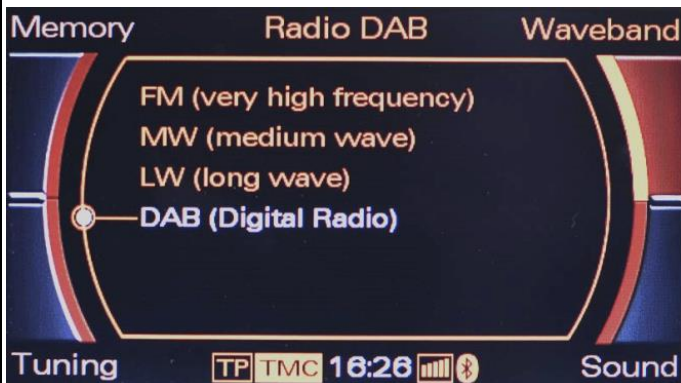 Memory Radio DAB Waveband
FM (very high frequency)
MW (medium wave)
LW (long wave)
DAB (Digital Radio)
Tuning TP TMC 16:26 Sound